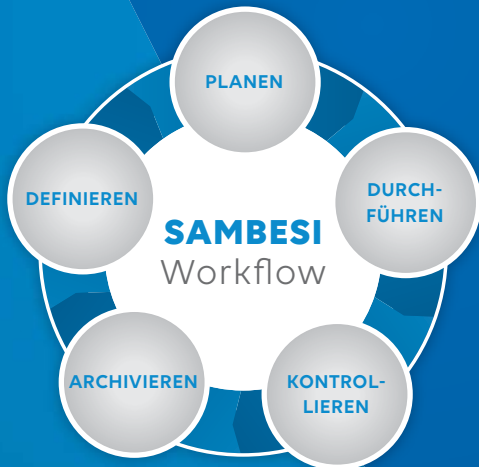 PLANEN
DEFINIEREN
DURCH-
FÜHREN
SAMBESI
Workflow
ARCHIVIEREN
KONTROL-
LIEREN